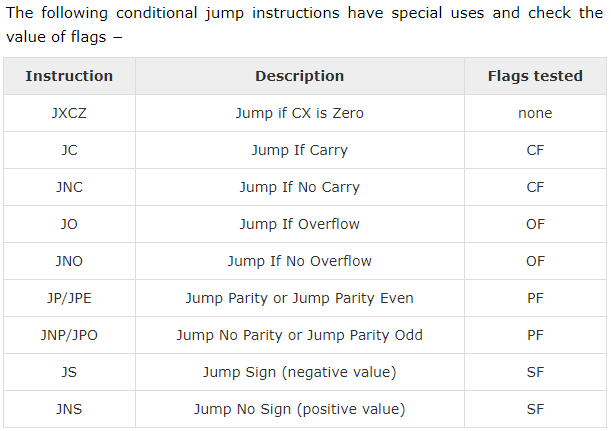 The following conditional jump instructions have special uses and check the
value of flags −
Instruction Description Flags tested
JXCZ Jump if CX is Zero none
JC Jump If Carry CF
JNC Jump If No Carry CF
JO Jump If Overflow OF
JNO Jump If No Overflow OF
JP/JPE Jump Parity or Jump Parity Even PF
JNP/JPO Jump No Parity or Jump Parity Odd PF
JS Jump Sign (negative value) SF
JNS Jump No Sign (positive value) SF